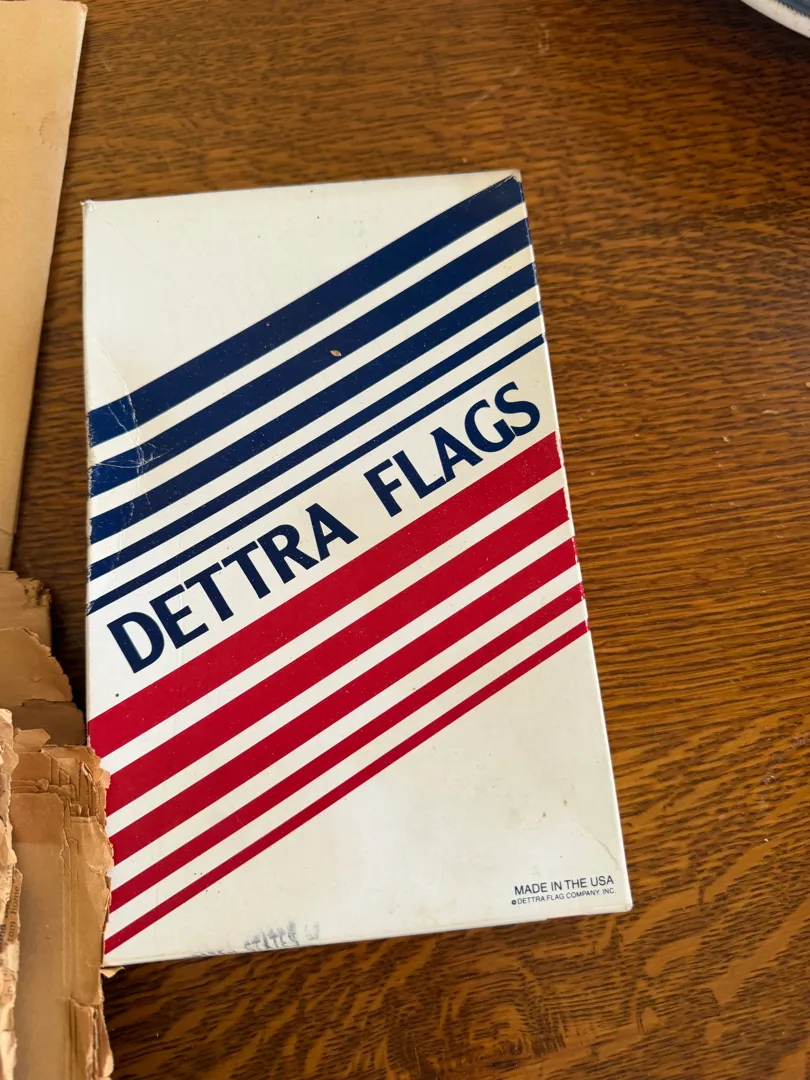 DETTRA FLAGS
MADE IN THE USA
© DETTRA FLAG COMPANY, INC.